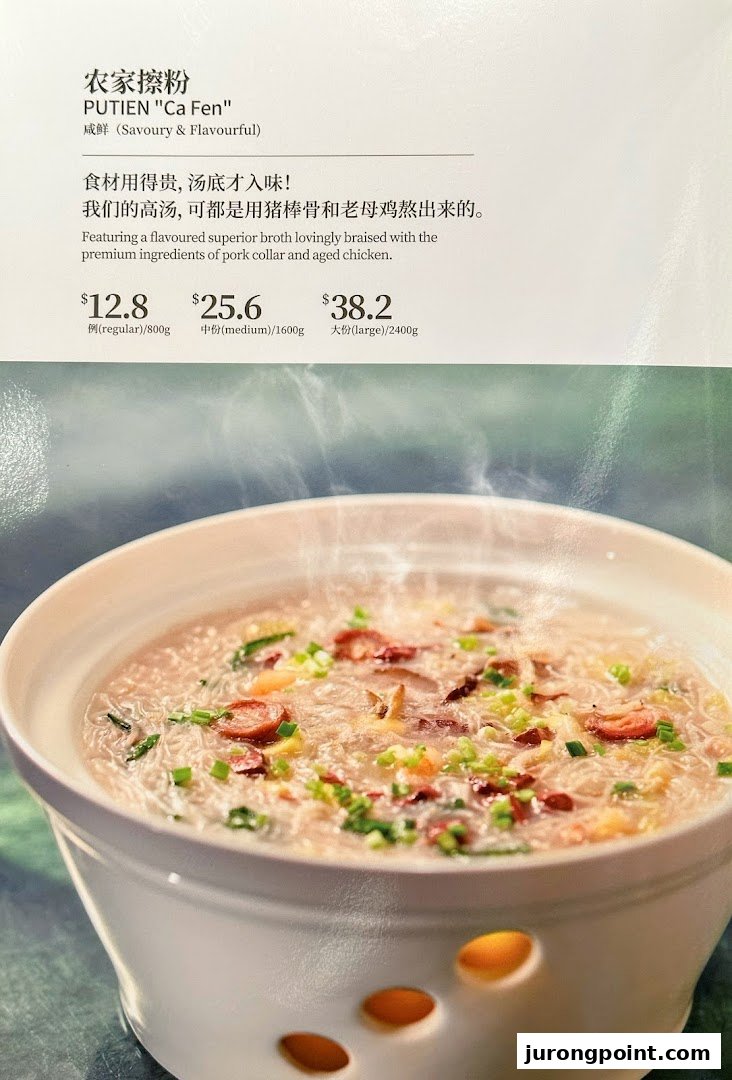 农家擦粉
PUTIEN "Ca Fen"
咸鲜（Savoury & Flavourful)
食材用得贵, 汤底才入味!
我们的高汤, 可都是用猪棒骨和老母鸡熬出来的。
Featuring a flavoured superior broth lovingly braised with the
premium ingredients of pork collar and aged chicken.
$12.8 $25.6 $38.2
例(regular)/800g 中份(medium)/1600g 大份(large)/2400g
jurongpoint.com